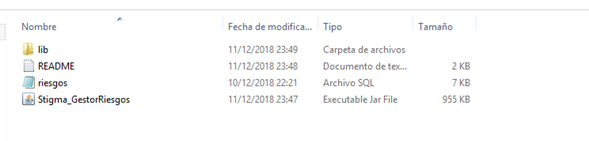 Nombre Fecha de modifica... Tipo Tamaño
lib 11/12/2018 23:49 Carpeta de archivos
README 11/12/2018 23:48 Documento de tex... 2 KB
riesgos 10/12/2018 22:21 Archivo SQL 7 KB
Stigma_GestorRiesgos 11/12/2018 23:47 Executable Jar File 955 KB